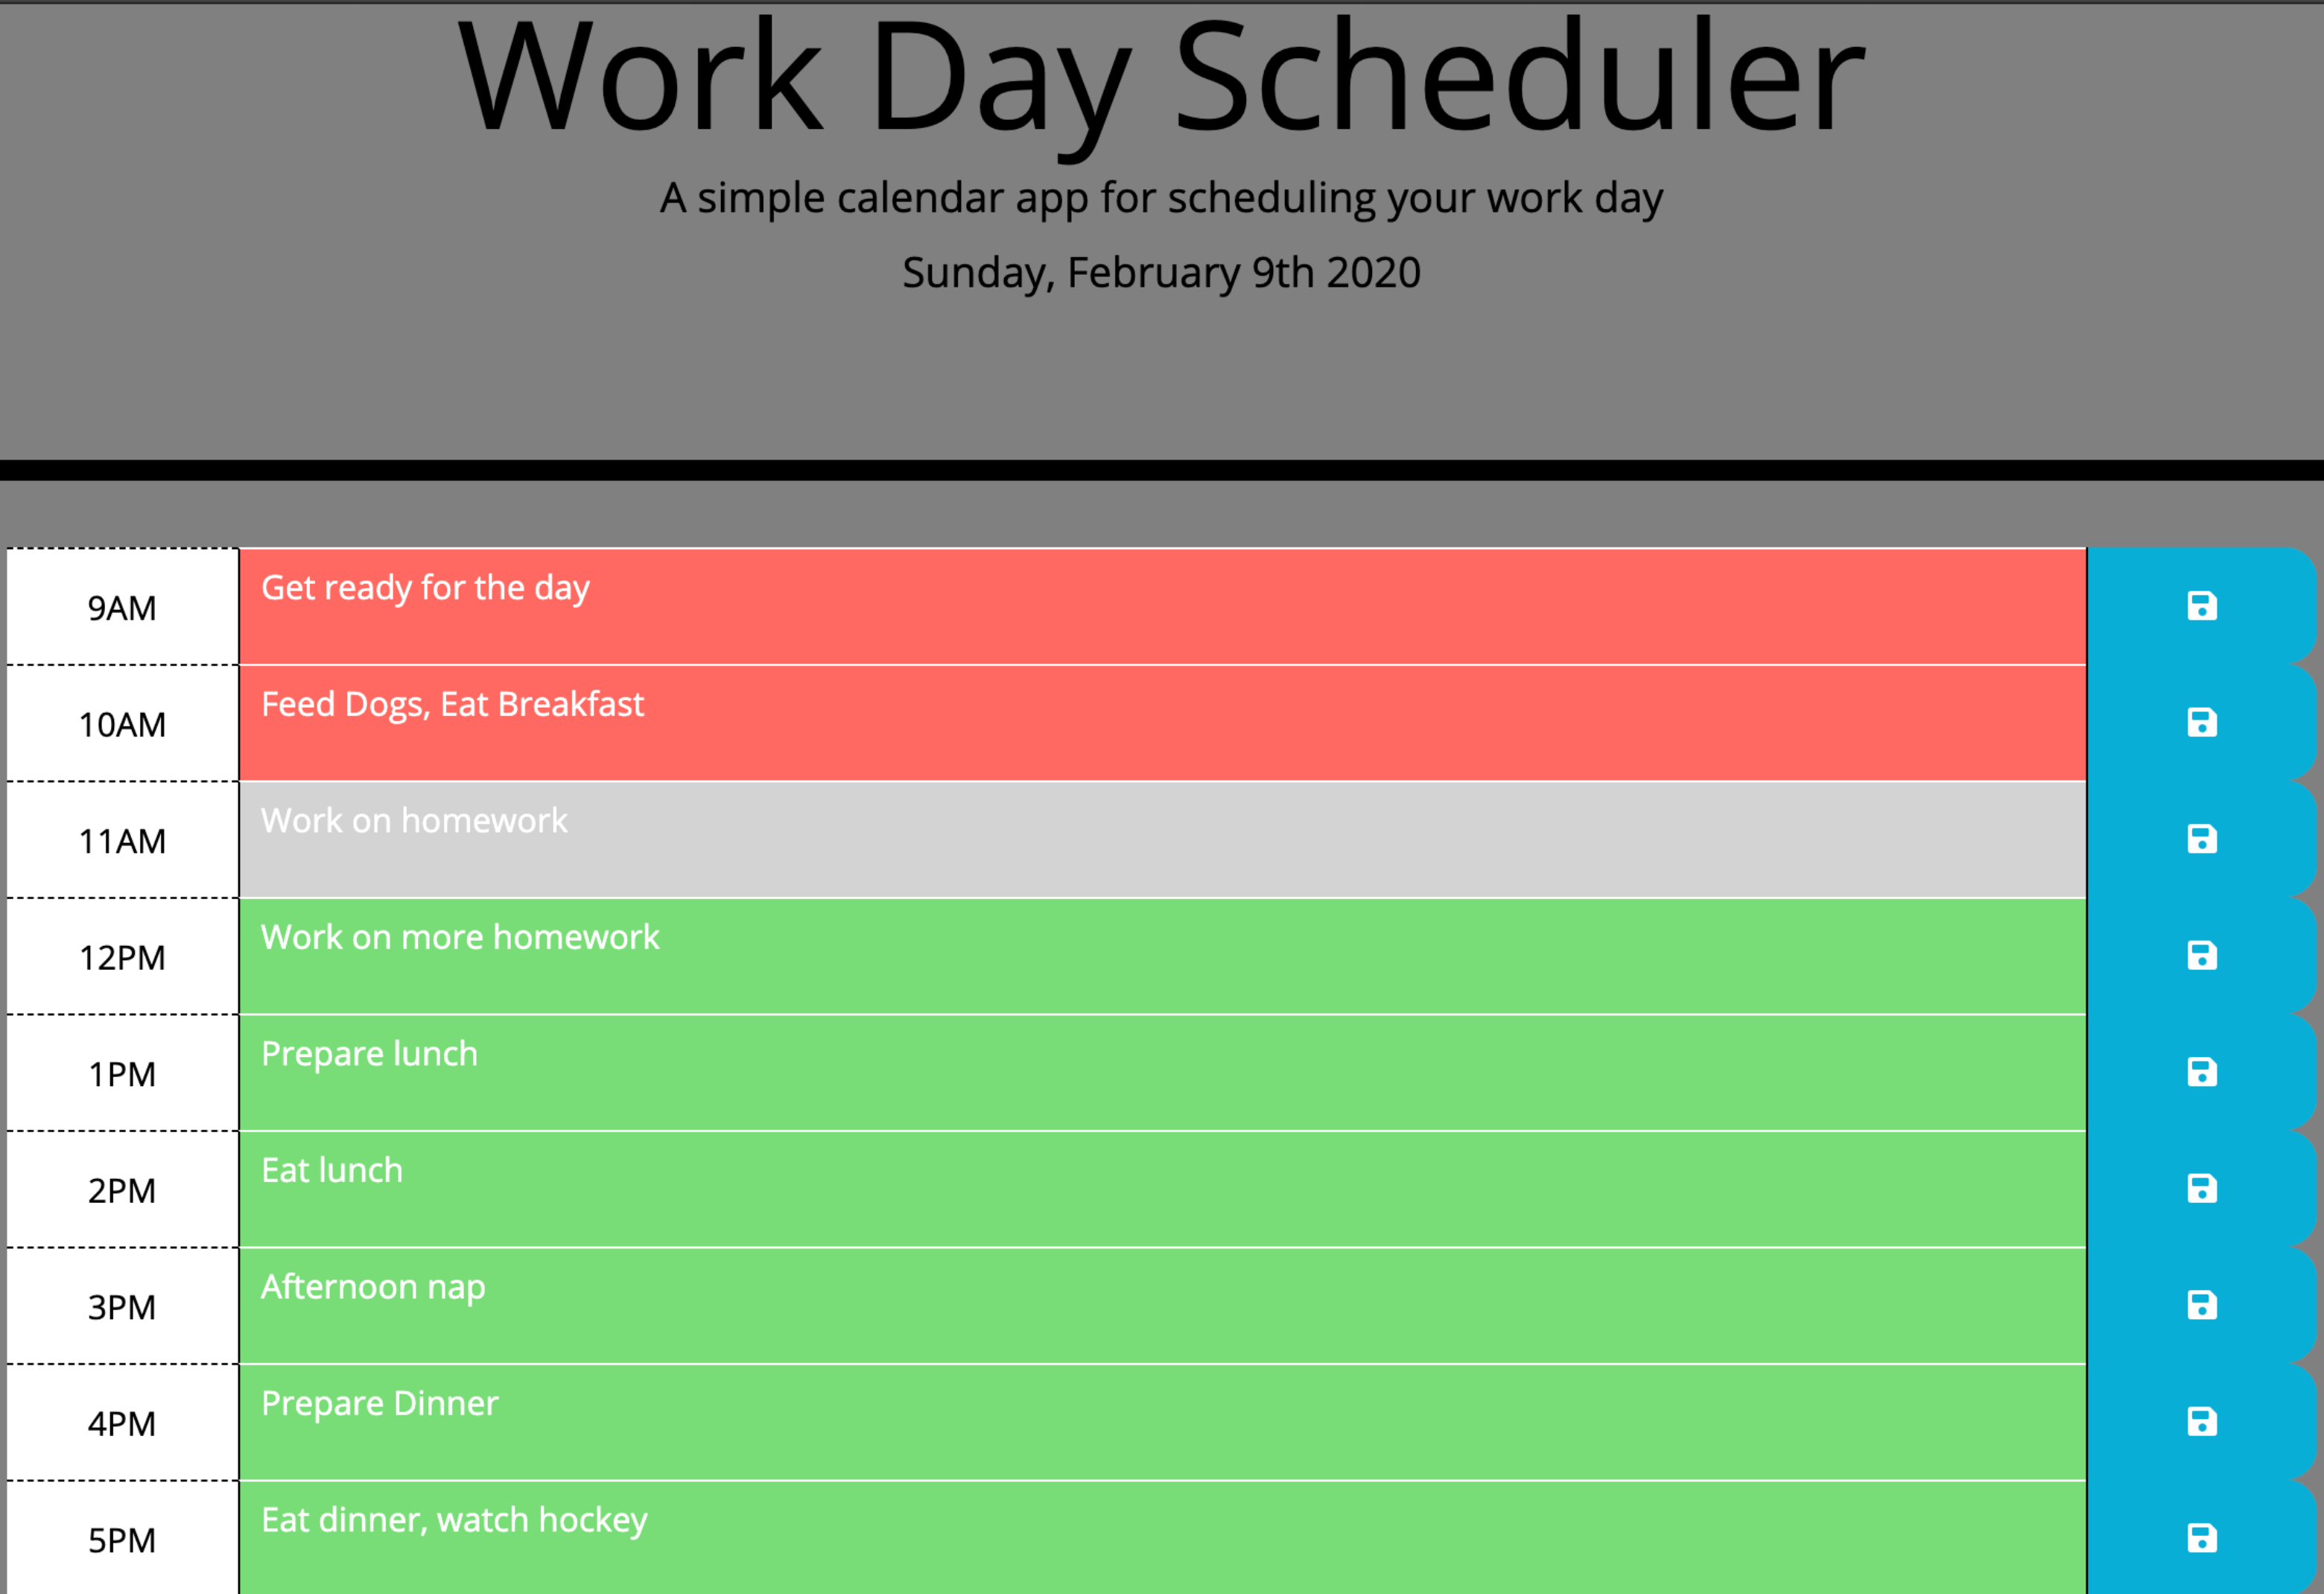 Work Day Scheduler
A simple calendar app for scheduling your work day
Sunday, February 9th 2020
9AM
Get ready for the day
10AM
Feed Dogs, Eat Breakfast
11AM
Work on homework
12PM
Work on more homework
1PM
Prepare lunch
2PM
Eat lunch
3PM
Afternoon nap
4PM
Prepare Dinner
5PM
Eat dinner, watch hockey